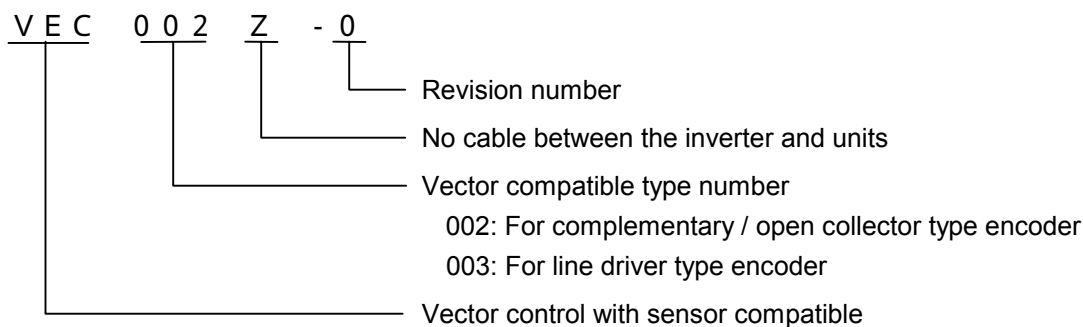 VEC 002 Z - 0
Revision number
No cable between the inverter and units
Vector compatible type number
002: For complementary / open collector type encoder
003: For line driver type encoder
Vector control with sensor compatible